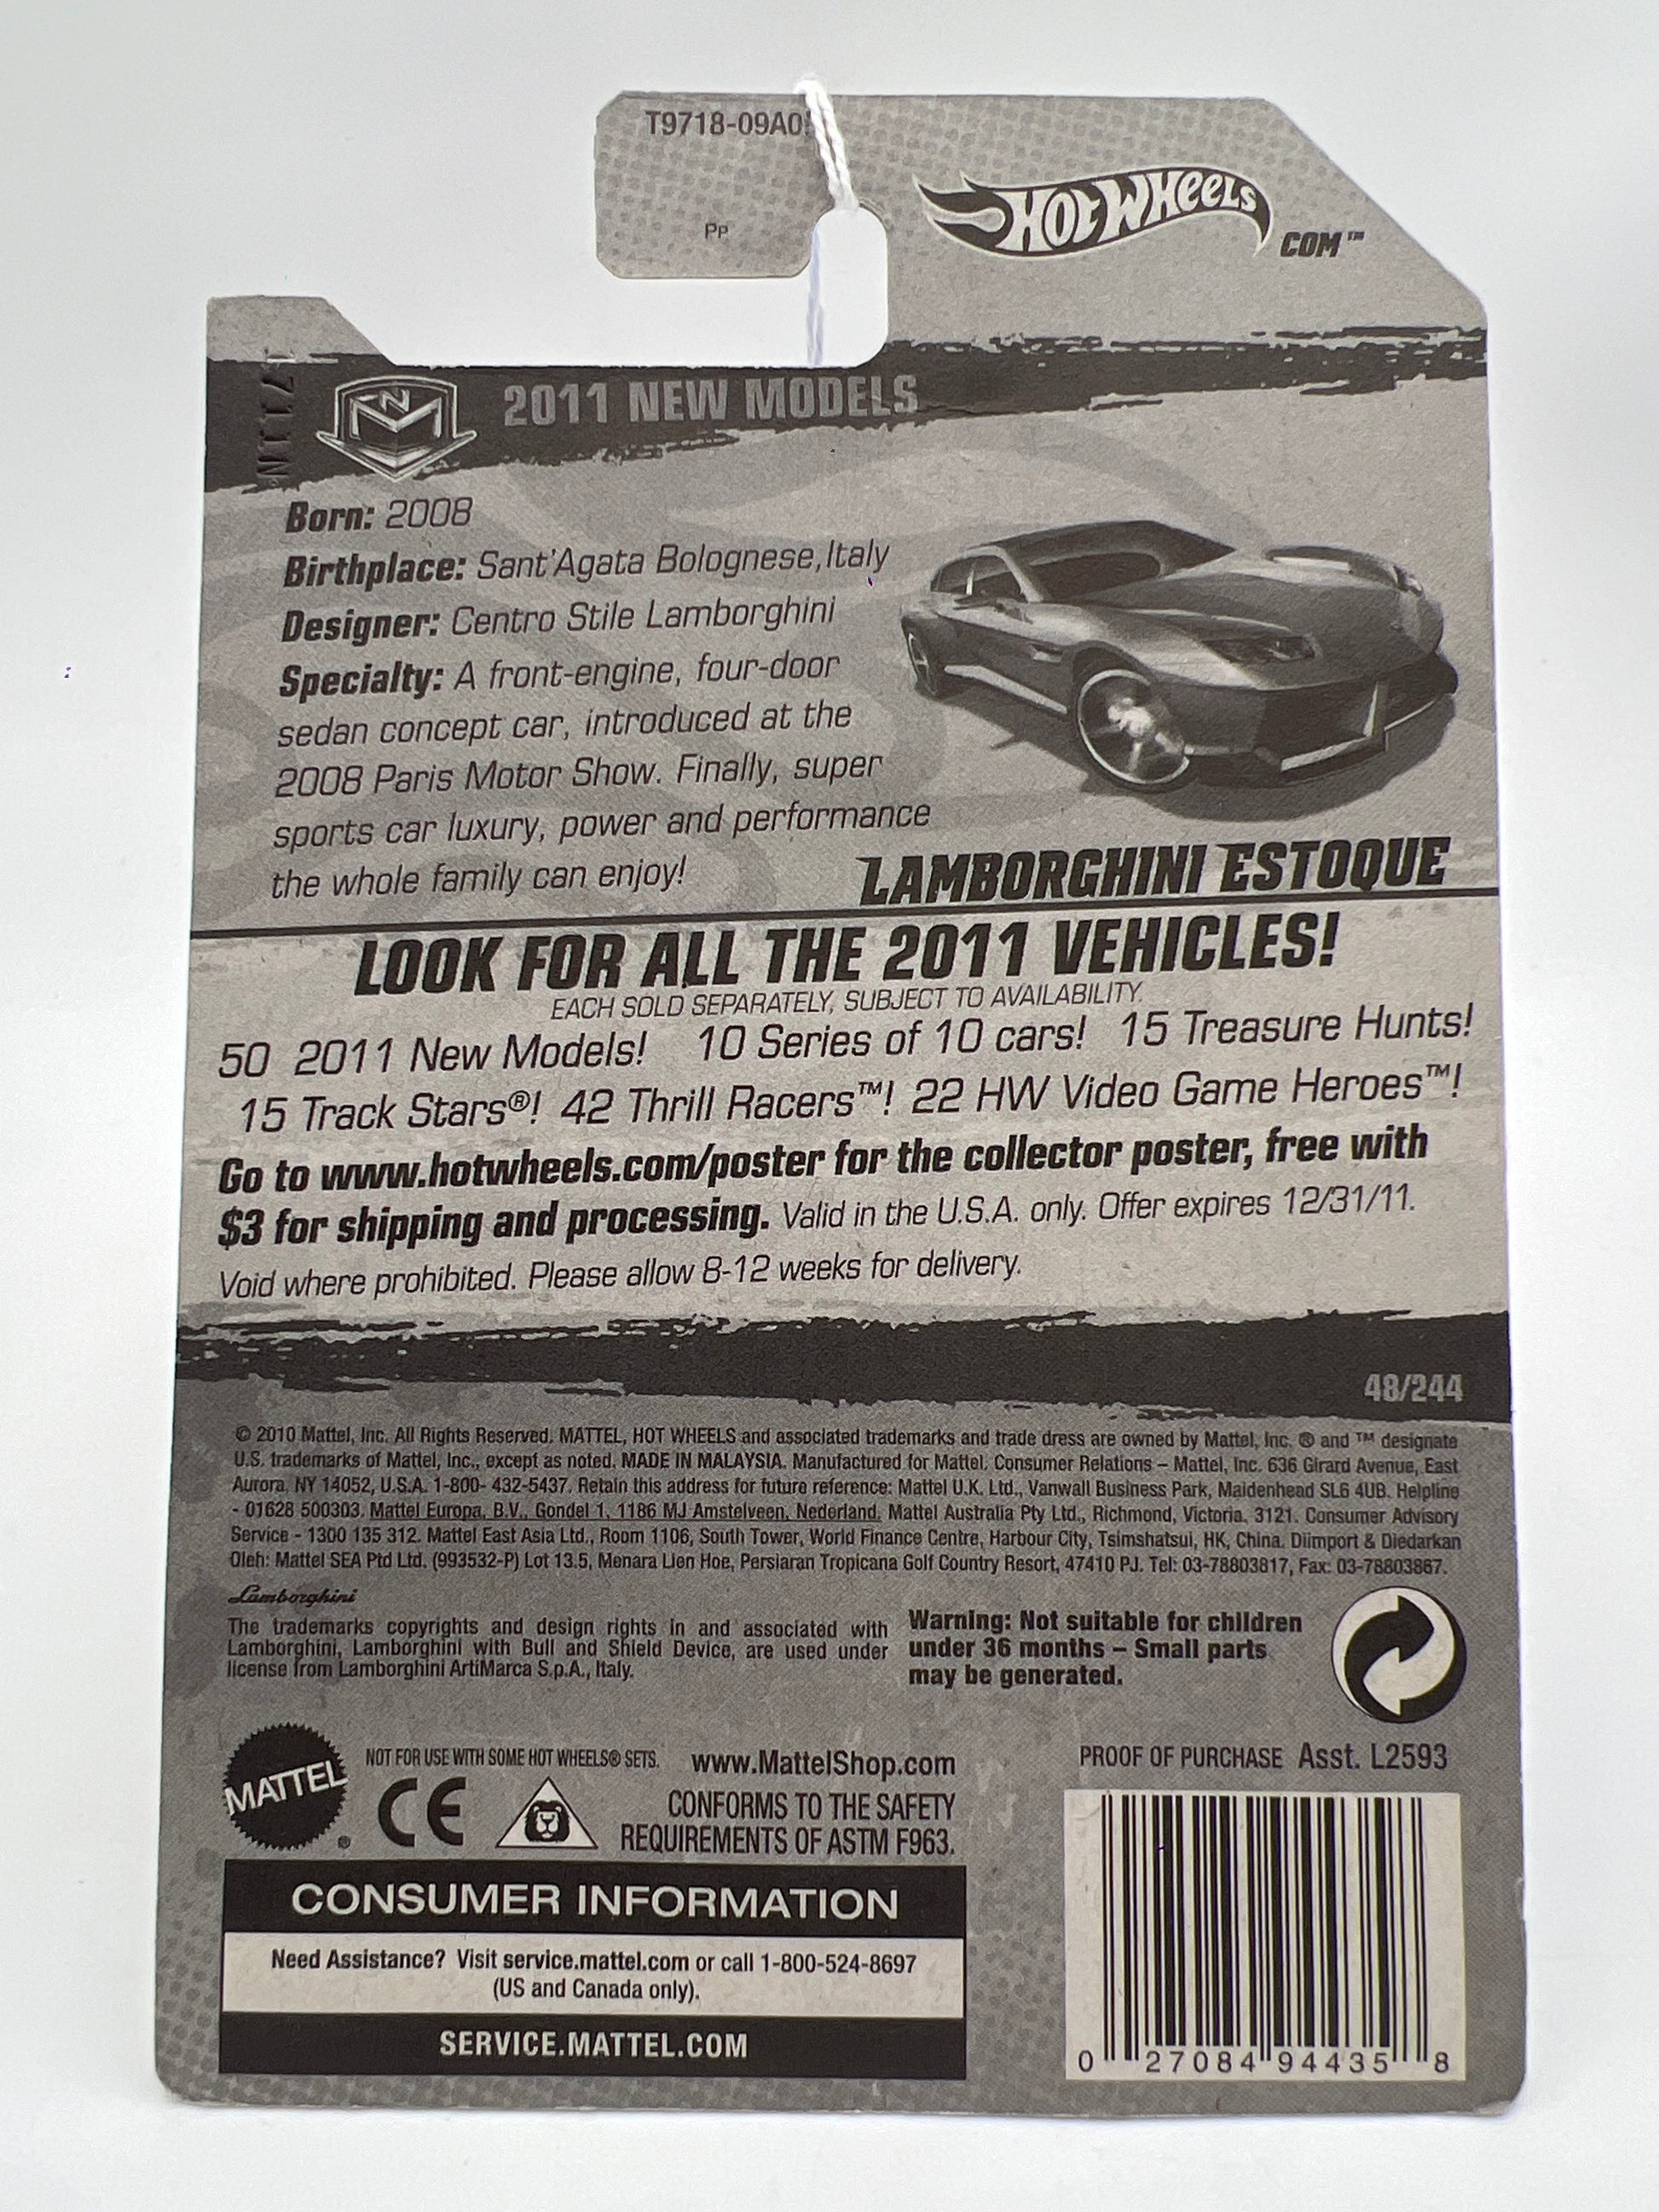 T9718-09A0
Pp
HOT WHEELS
COM™
2011 NEW MODELS
Born: 2008
Birthplace: Sant'Agata Bolognese,Italy
Designer: Centro Stile Lamborghini
Specialty: A front-engine, four-door
sedan concept car, introduced at the
2008 Paris Motor Show. Finally, super
sports car luxury, power and performance
the whole family can enjoy!
LAMBORGHINI ESTOQUE
LOOK FOR ALL THE 2011 VEHICLES!
EACH SOLD SEPARATELY, SUBJECT TO AVAILABILITY.
50 2011 New Models! 10 Series of 10 cars! 15 Treasure Hunts!
15 Track Stars®! 42 Thrill Racers™! 22 HW Video Game Heroes™!
Go to www.hotwheels.com/poster for the collector poster, free with
$3 for shipping and processing. Valid in the U.S.A. only. Offer expires 12/31/11.
Void where prohibited. Please allow 8-12 weeks for delivery.
48/244
© 2010 Mattel, Inc. All Rights Reserved. MATTEL, HOT WHEELS and associated trademarks and trade dress are owned by Mattel, Inc. ® and ™ designate
U.S. trademarks of Mattel, Inc., except as noted. MADE IN MALAYSIA. Manufactured for Mattel. Consumer Relations – Mattel, Inc. 636 Girard Avenue, East
Aurora, NY 14052, U.S.A. 1-800- 432-5437. Retain this address for future reference: Mattel U.K. Ltd., Vanwall Business Park, Maidenhead SL6 4UB. Helpline
- 01628 500303. Mattel Europa, B.V., Gondel 1, 1186 MJ Amstelveen, Nederland. Mattel Australia Pty Ltd., Richmond, Victoria. 3121. Consumer Advisory
Service - 1300 135 312. Mattel East Asia Ltd., Room 1106, South Tower, World Finance Centre, Harbour City, Tsimshatsui, HK, China. Diimport & Diedarkan
Oleh: Mattel SEA Ptd Ltd. (993532-P) Lot 13.5, Menara Lien Hoe, Persiaran Tropicana Golf Country Resort, 47410 PJ. Tel: 03-78803817, Fax: 03-78803867.
Lamborghini
The trademarks copyrights and design rights in and associated with
Lamborghini, Lamborghini with Bull and Shield Device, are used under
license from Lamborghini ArtiMarca S.p.A., Italy.
Warning: Not suitable for children
under 36 months – Small parts
may be generated.
MATTEL®
NOT FOR USE WITH SOME HOT WHEELS® SETS.
CE
www.MattelShop.com
CONFORMS TO THE SAFETY
REQUIREMENTS OF ASTM F963.
PROOF OF PURCHASE Asst. L2593
CONSUMER INFORMATION
Need Assistance? Visit service.mattel.com or call 1-800-524-8697
(US and Canada only).
SERVICE.MATTEL.COM
0 27084 94435 8